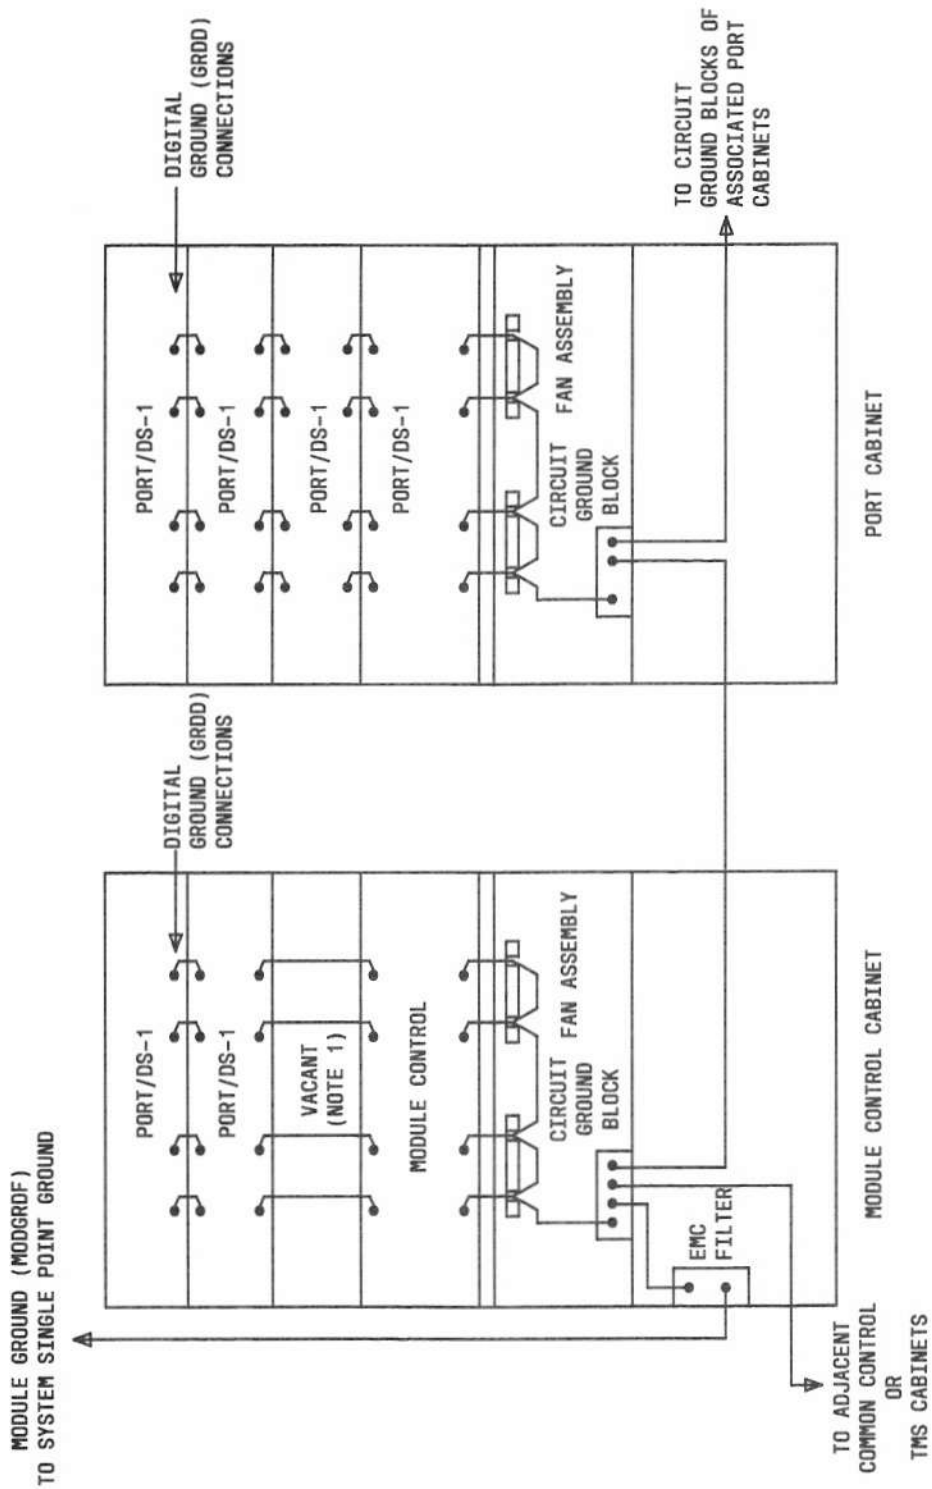 MODULE GROUND (MODGRDF)
TO SYSTEM SINGLE POINT GROUND
DIGITAL
GROUND (GRDD)
CONNECTIONS
PORT/DS-1
PORT/DS-1
VACANT
(NOTE 1)
MODULE CONTROL
FAN ASSEMBLY
CIRCUIT
GROUND
BLOCK
EMC
FILTER
MODULE CONTROL CABINET
TO ADJACENT
COMMON CONTROL
OR
TMS CABINETS
DIGITAL
GROUND (GRDD)
CONNECTIONS
PORT/DS-1
PORT/DS-1
PORT/DS-1
PORT/DS-1
FAN ASSEMBLY
CIRCUIT
GROUND
BLOCK
PORT CABINET
TO CIRCUIT
GROUND BLOCKS OF
ASSOCIATED PORT
CABINETS